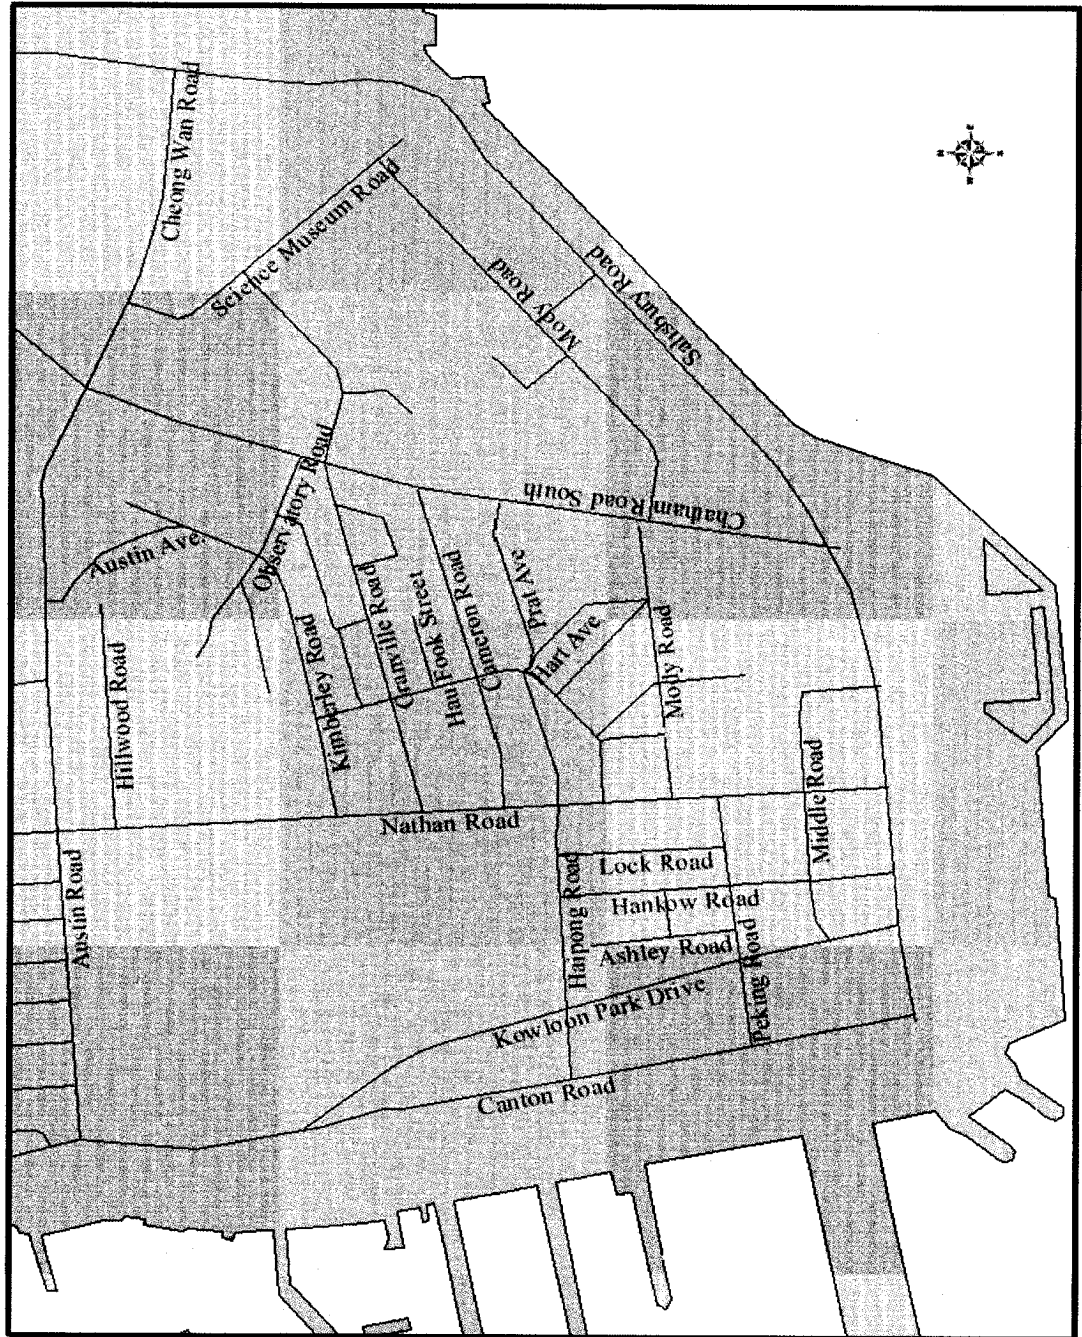 Cheong Wan Road
Science Museum Road
Mody Road
Salisbury Road
Observatory Road
Chatham Road South
Austin Ave.
Hillwood Road
Kimberley Road
Granville Road
Hau Fook Street
Cameron Road
Prat Ave
Hart Ave.
Mody Road
Nathan Road
Middle Road
Austin Road
Haipong Road
Lock Road
Hankow Road
Ashley Road
Peking Road
Kowloon Park Drive
Canton Road